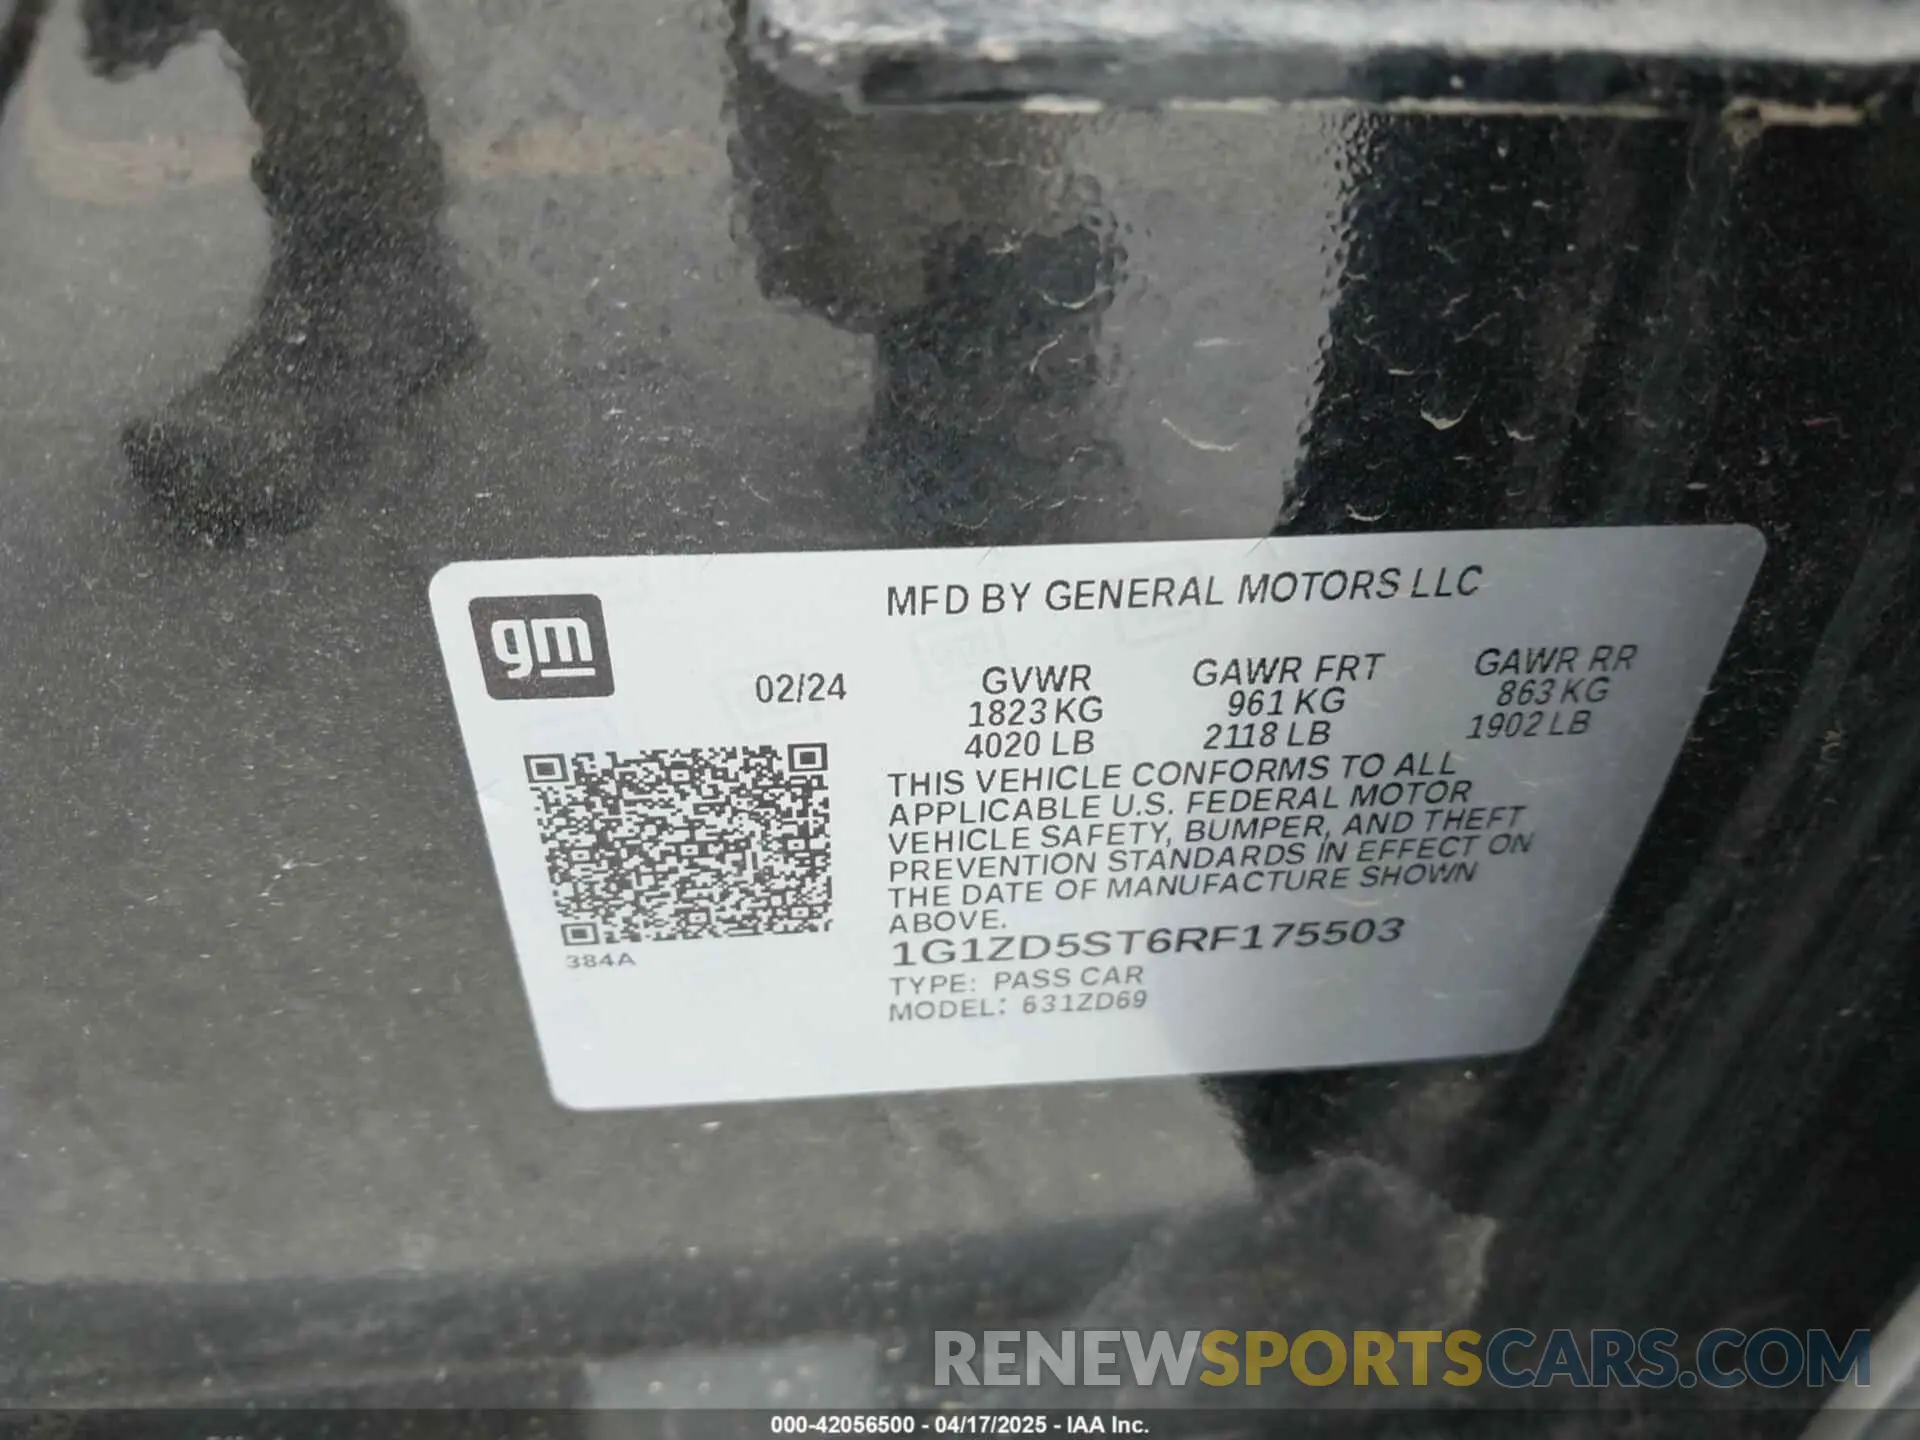 gm
MFD BY GENERAL MOTORS LLC
02/24
GVWR GAWR FRT GAWR RR
1823 KG 961 KG 863 KG
4020 LB 2118 LB 1902 LB
THIS VEHICLE CONFORMS TO ALL
APPLICABLE U.S. FEDERAL MOTOR
VEHICLE SAFETY, BUMPER, AND THEFT
PREVENTION STANDARDS IN EFFECT ON
THE DATE OF MANUFACTURE SHOWN
ABOVE.
1G1ZD5ST6RF175503
384A
TYPE: PASS CAR
MODEL: 631ZD69
RENEWSPORTSCARS.COM
000-42056500 - 04/17/2025 - IAA Inc.